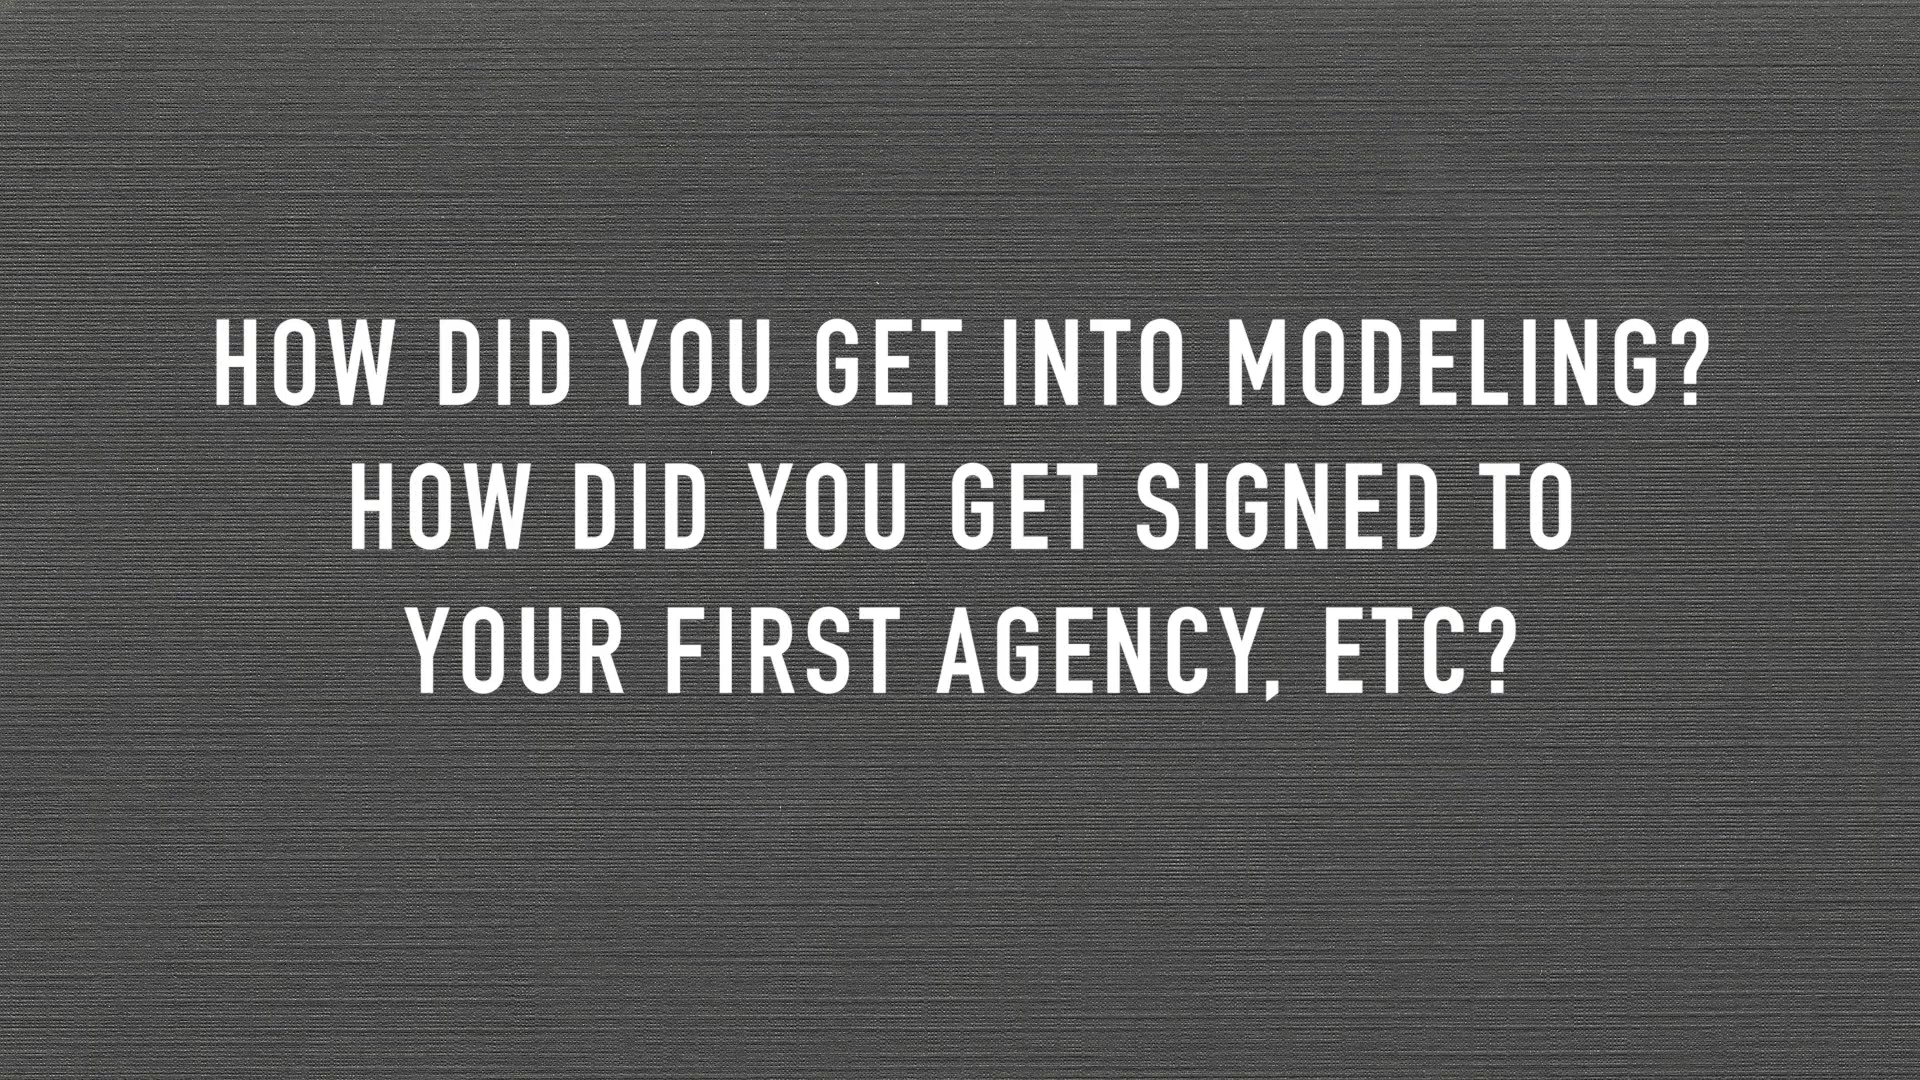 HOW DID YOU GET INTO MODELING?
HOW DID YOU GET SIGNED TO
YOUR FIRST AGENCY, ETC?